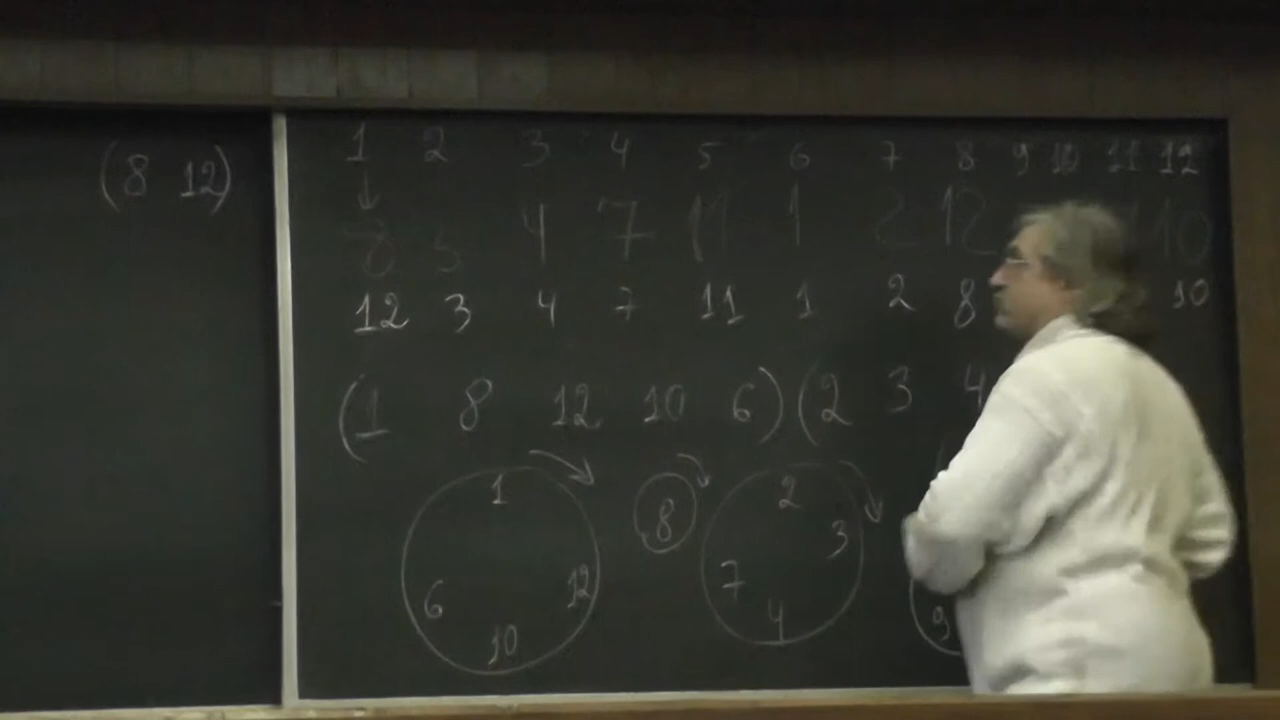 (8 12)
1 2 3 4 5 6 7 8 9 10 11 12
8 3 4 7 11 1 2 12 10
12 3 4 7 11 1 2 8 10
(1 8 12 10 6) (2 3 4
1 12 10 6
8
2 3 4 7
9